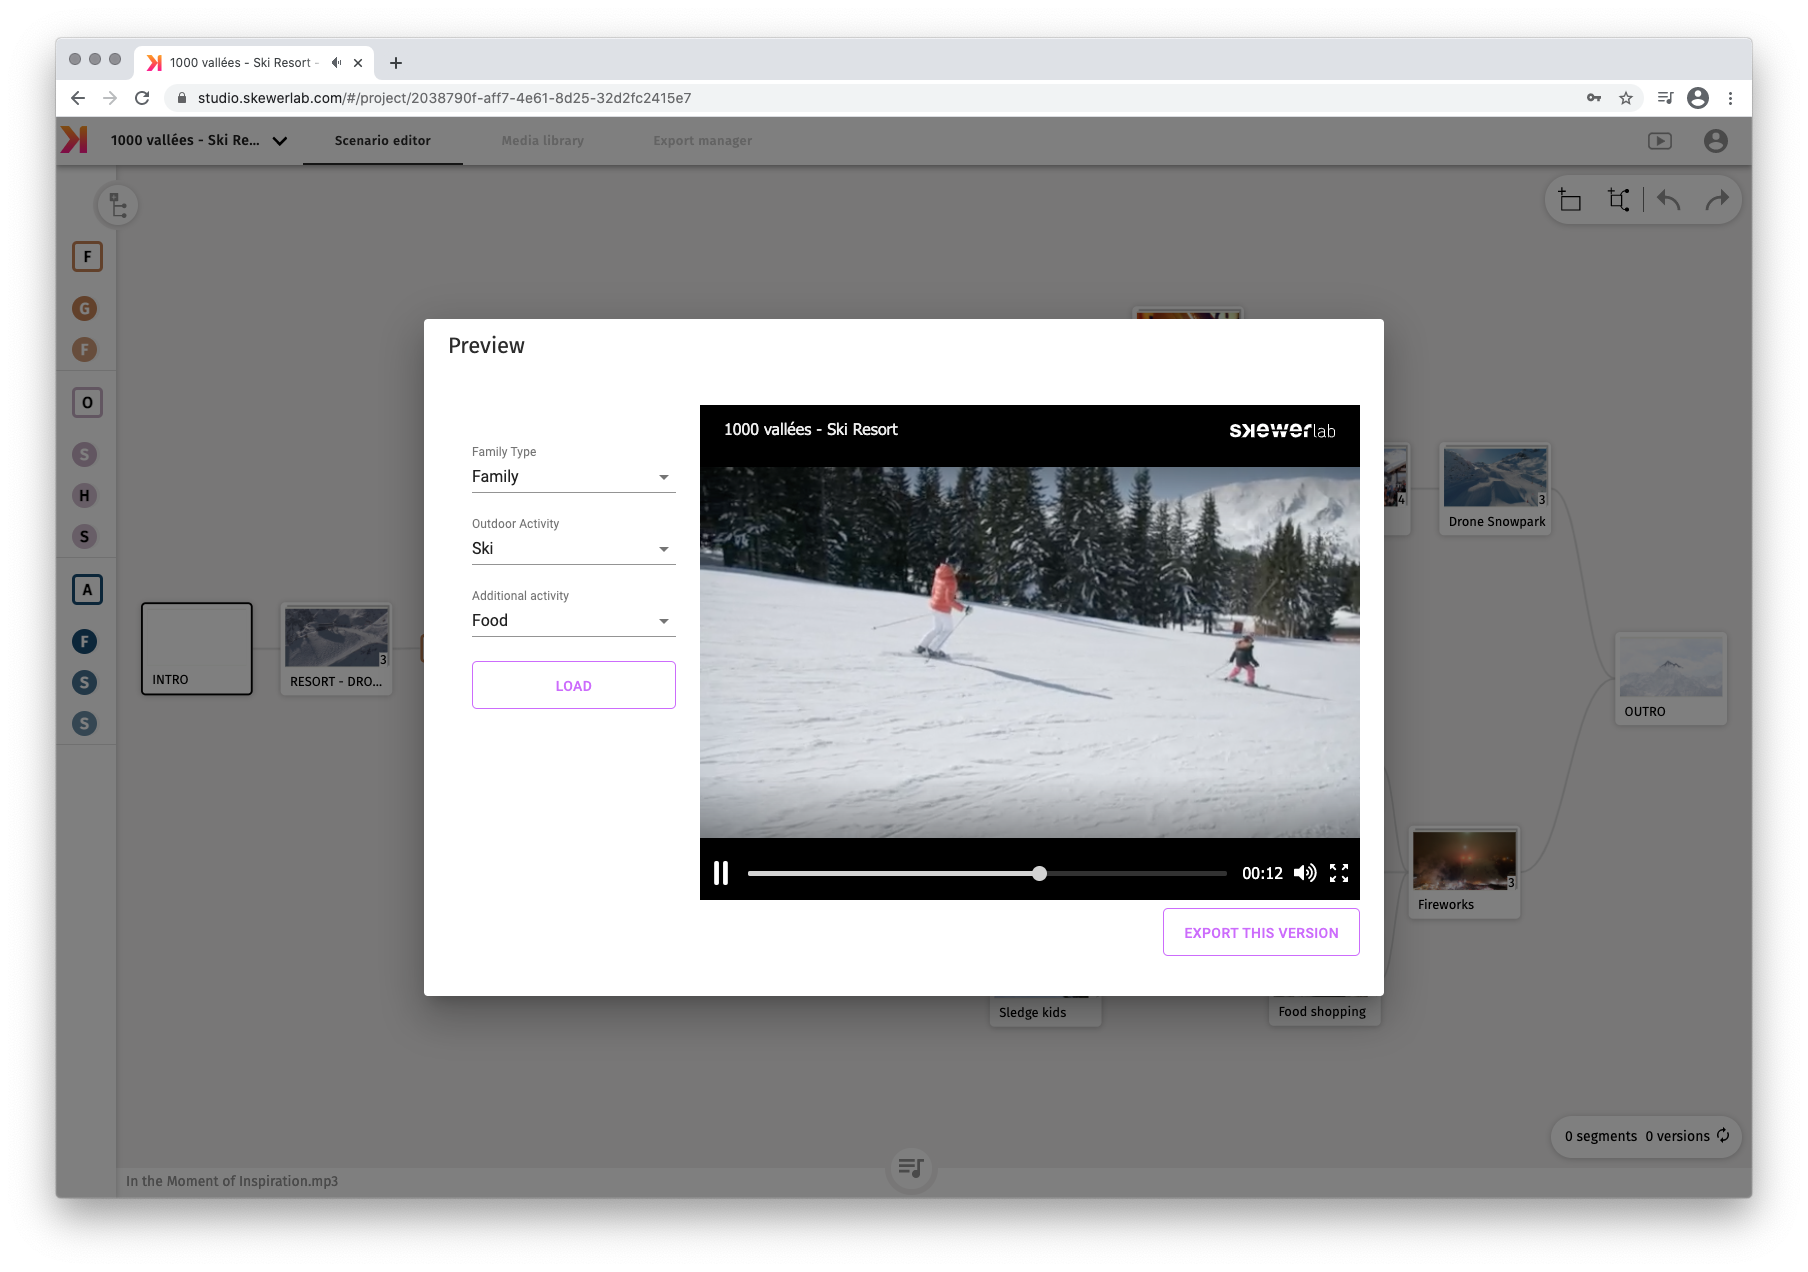 1000 vallées - Ski Resort -
studio.skewerlab.com/#/project/2038790f-aff7-4e61-8d25-32d2fc2415e7
1000 vallées - Ski Re...
Scenario editor
Media library
Export manager
F
G
F
O
S
H
S
A
F
S
S
INTRO
3
RESORT - DRO...
Preview
Family Type
Family
Outdoor Activity
Ski
Additional activity
Food
LOAD
1000 vallées - Ski Resort
skewerlab
00:12
EXPORT THIS VERSION
4
3
Drone Snowpark
OUTRO
3
Fireworks
Sledge kids
Food shopping
0 segments 0 versions
In the Moment of Inspiration.mp3